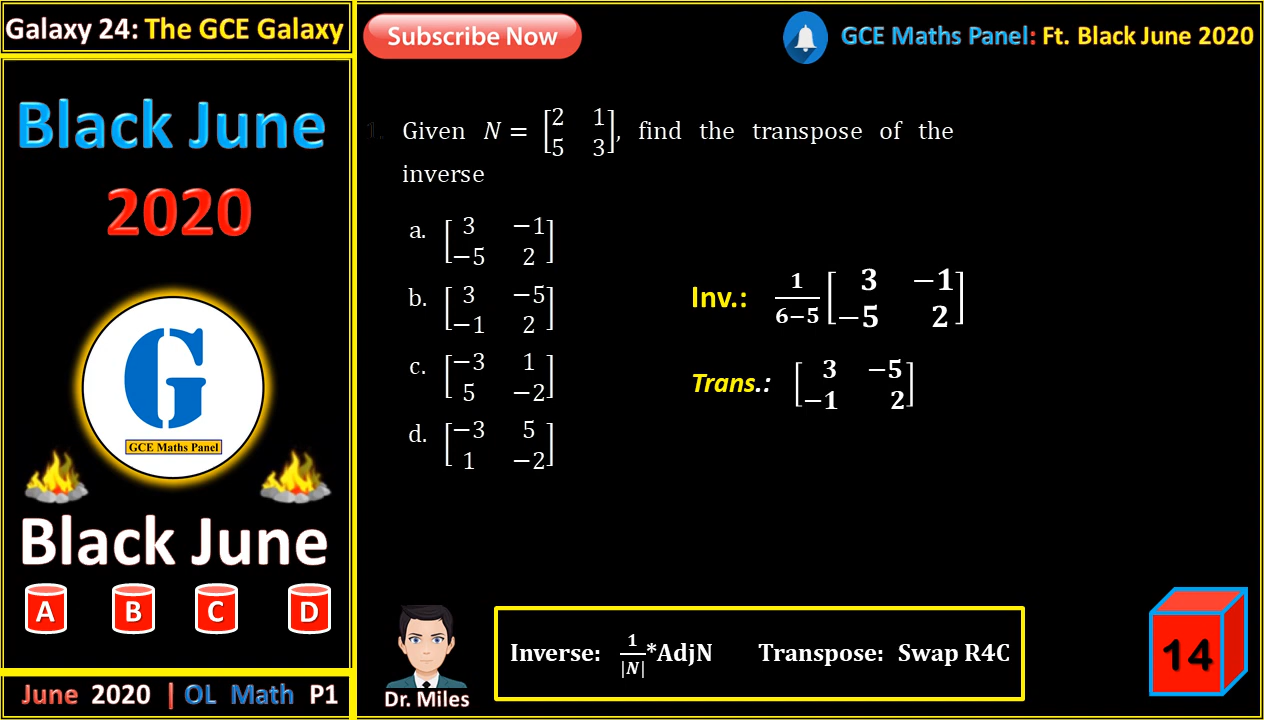 Galaxy 24: The GCE Galaxy
Subscribe Now
GCE Maths Panel: Ft. Black June 2020
Black June
2020
G
GCE Maths Panel
Black June
A B C D
June 2020 | OL Math P1
1. Given N = [2 1; 5 3], find the transpose of the
inverse
a. [3 −1; −5 2]
b. [3 −5; −1 2]
c. [−3 1; 5 −2]
d. [−3 5; 1 −2]
Inv.: 1/(6−5) [3 −1; −5 2]
Trans.: [3 −5; −1 2]
Dr. Miles
Inverse: 1/|N| *AdjN Transpose: Swap R4C
14